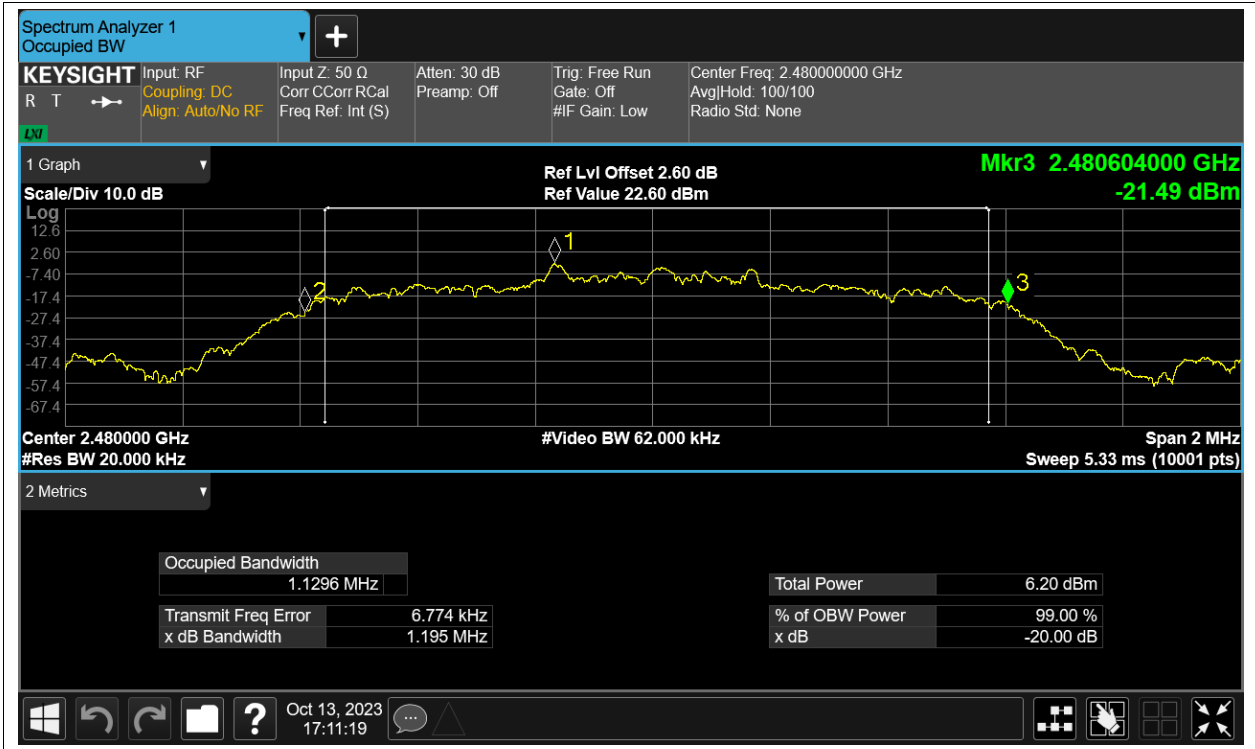 Spectrum Analyzer 1
Occupied BW
KEYSIGHT
R T
LXI
Input: RF
Coupling: DC
Align: Auto/No RF
Input Z: 50 Ω
Corr CCorr RCal
Freq Ref: Int (S)
Atten: 30 dB
Preamp: Off
Trig: Free Run
Gate: Off
#IF Gain: Low
Center Freq: 2.480000000 GHz
Avg|Hold: 100/100
Radio Std: None
1 Graph
Scale/Div 10.0 dB
Ref Lvl Offset 2.60 dB
Ref Value 22.60 dBm
Mkr3 2.480604000 GHz
-21.49 dBm
Log
12.6
2.60
-7.40
-17.4
-27.4
-37.4
-47.4
-57.4
-67.4
1
2
3
Center 2.480000 GHz
#Video BW 62.000 kHz
Span 2 MHz
#Res BW 20.000 kHz
Sweep 5.33 ms (10001 pts)
2 Metrics
Occupied Bandwidth
1.1296 MHz
Transmit Freq Error 6.774 kHz
x dB Bandwidth 1.195 MHz
Total Power 6.20 dBm
% of OBW Power 99.00 %
x dB -20.00 dB
?
Oct 13, 2023
17:11:19